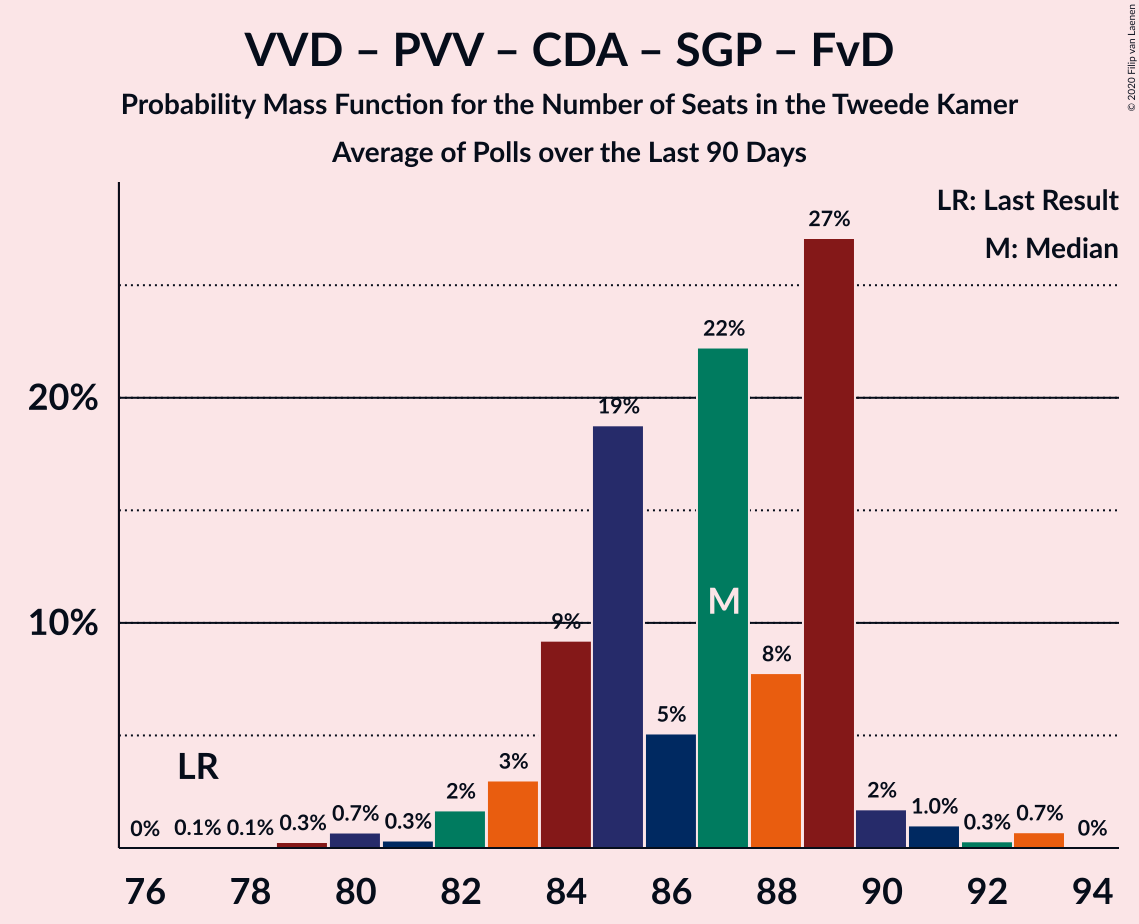 VVD – PVV – CDA – SGP – FvD
Probability Mass Function for the Number of Seats in the Tweede Kamer
Average of Polls over the Last 90 Days
© 2020 Filip van Laenen
LR: Last Result
M: Median
27%
22%
20%
19%
M
10%
9%
8%
5%
LR
3%
2%
2%
0%
0.1%
0.1%
0.3%
0.7%
0.3%
1.0%
0.3%
0.7%
0%
76 78 80 82 84 86 88 90 92 94